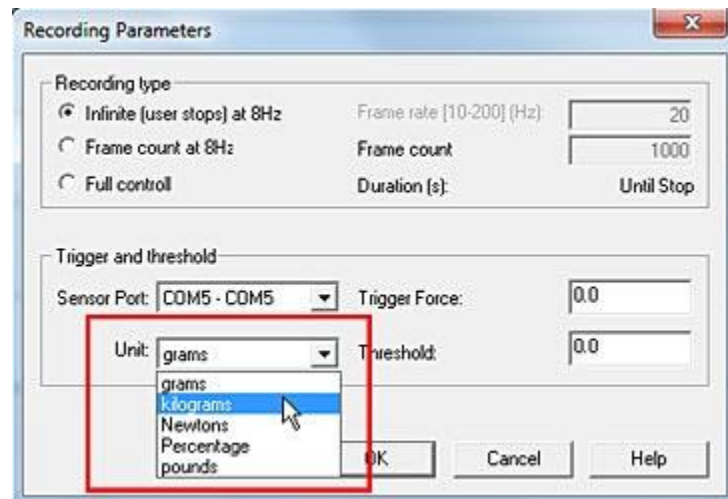 Recording Parameters
Recording type
Infinite (user stops) at 8Hz Frame rate [10-200] (Hz): 20
Frame count at 8Hz Frame count 1000
Full controll Duration (s): Until Stop
Trigger and threshold
Sensor Port: COM5 - COM5 Trigger Force: 0.0
Unit: grams Threshold: 0.0
grams
kilograms
Newtons
Percentage
pounds
OK Cancel Help